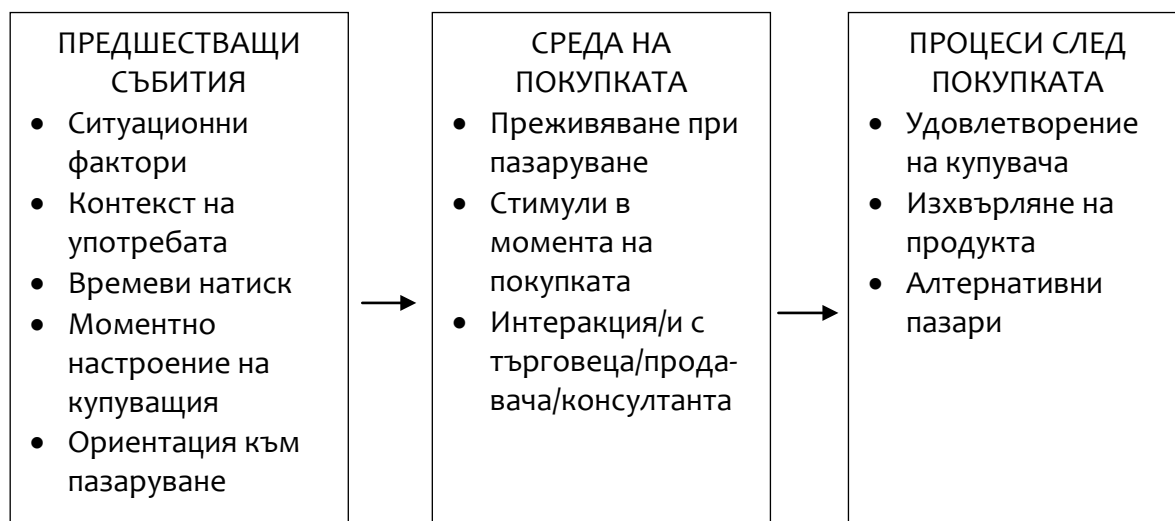 ПРЕДШЕСТВАЩИ
СЪБИТИЯ
• Ситуационни
фактори
• Контекст на
употребата
• Времеви натиск
• Моментно
настроение на
купуващия
• Ориентация към
пазаруване
СРЕДА НА
ПОКУПКАТА
• Преживяване при
пазаруване
• Стимули в
момента на
покупката
• Интеракция/и с
търговеца/прода-
вача/консултанта
ПРОЦЕСИ СЛЕД
ПОКУПКАТА
• Удовлетворение
на купувача
• Изхвърляне на
продукта
• Алтернативни
пазари